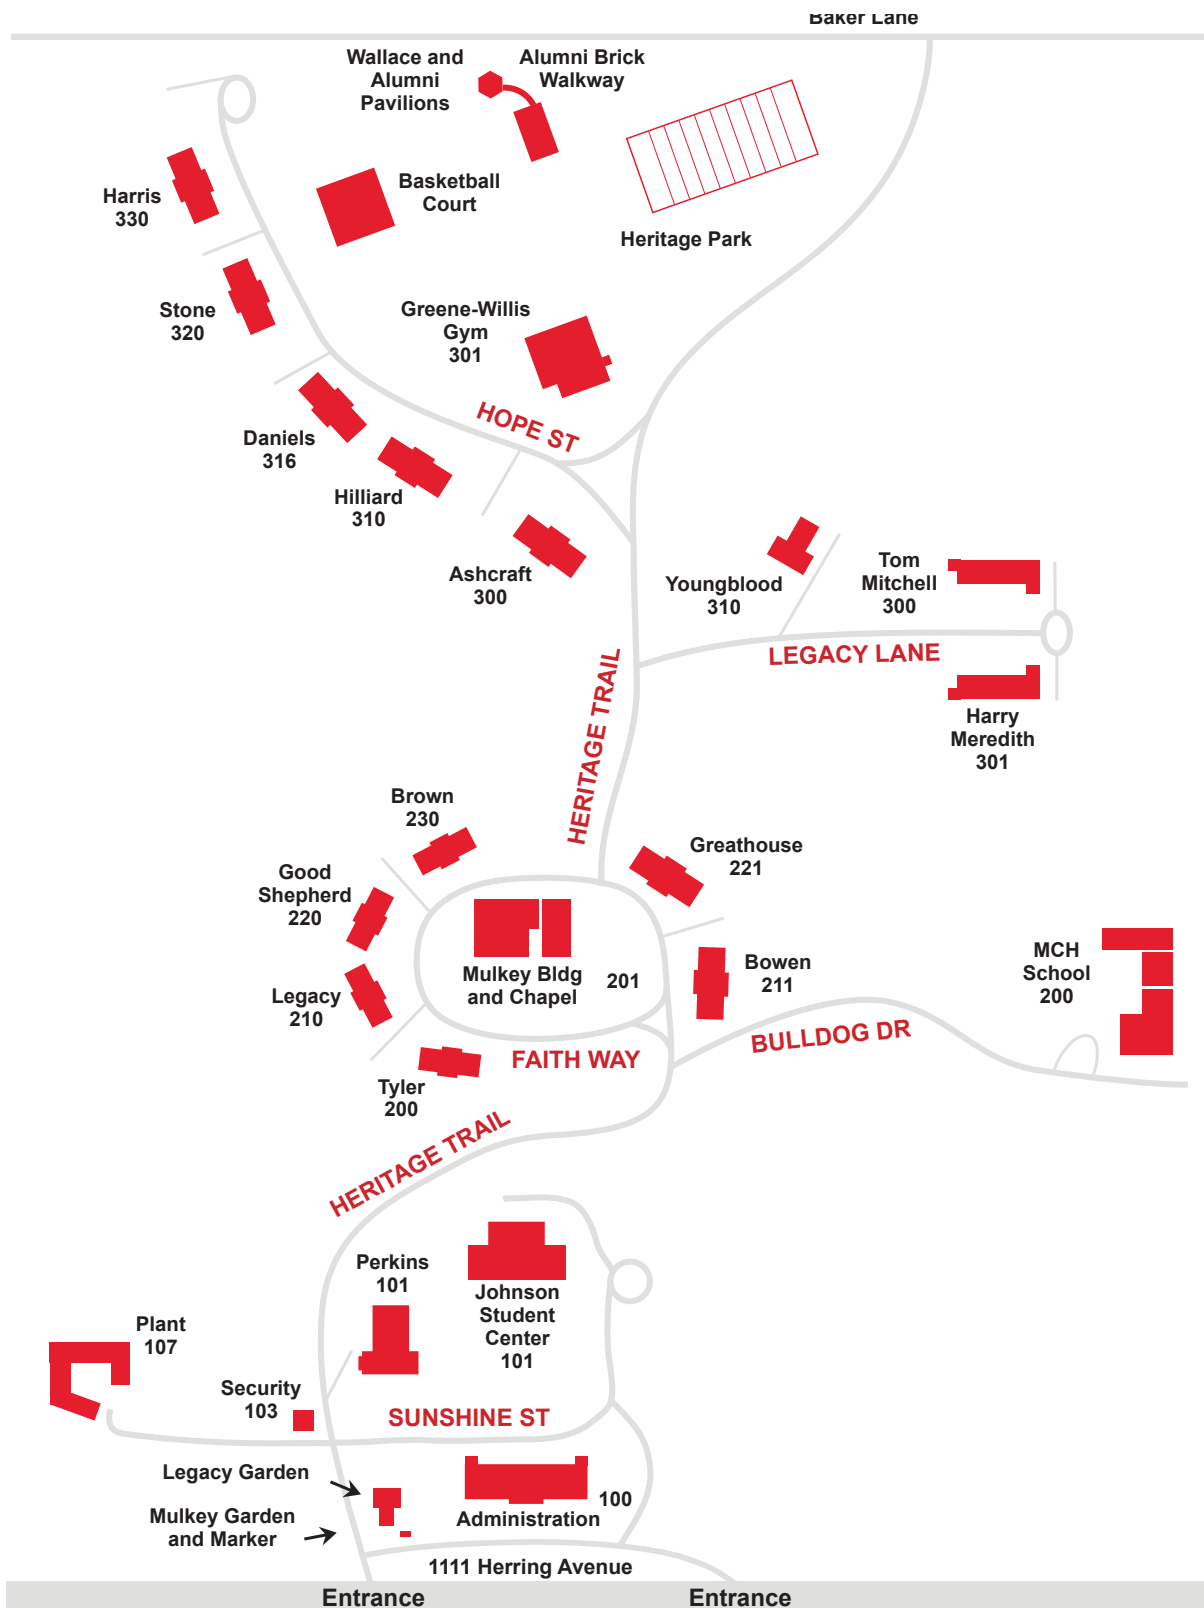 Baker Lane
Wallace and
Alumni
Pavilions
Alumni Brick
Walkway
Harris
330
Basketball
Court
Heritage Park
Stone
320
Greene-Willis
Gym
301
HOPE ST
Daniels
316
Hilliard
310
Ashcraft
300
Youngblood
310
Tom
Mitchell
300
LEGACY LANE
HERITAGE TRAIL
Harry
Meredith
301
Brown
230
Greathouse
221
Good
Shepherd
220
Mulkey Bldg
and Chapel
201
Bowen
211
MCH
School
200
Legacy
210
BULLDOG DR
FAITH WAY
Tyler
200
HERITAGE TRAIL
Perkins
101
Johnson
Student
Center
101
Plant
107
Security
103
SUNSHINE ST
Legacy Garden
100
Administration
Mulkey Garden
and Marker
1111 Herring Avenue
Entrance
Entrance